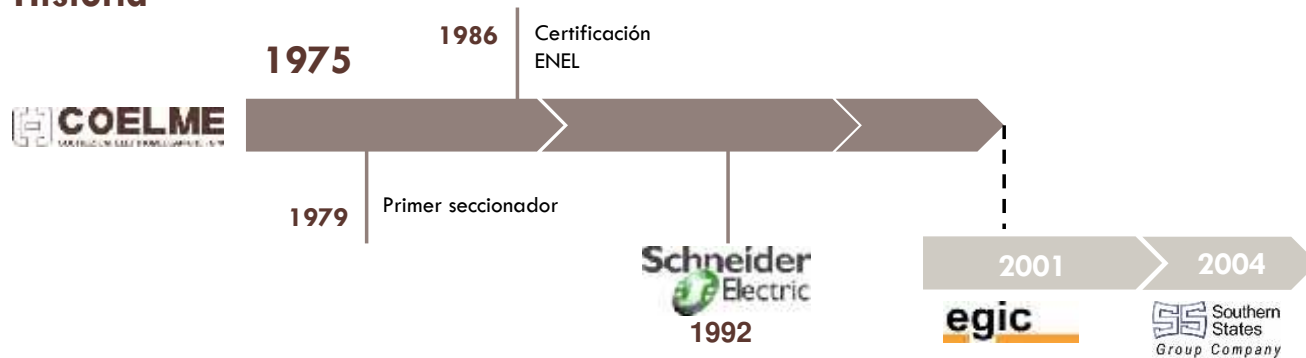 Historia
1986
Certificación
ENEL
1975
COELME
1979
Primer seccionador
Schneider
Electric
1992
2001
2004
egic
Southern
States
Group Company